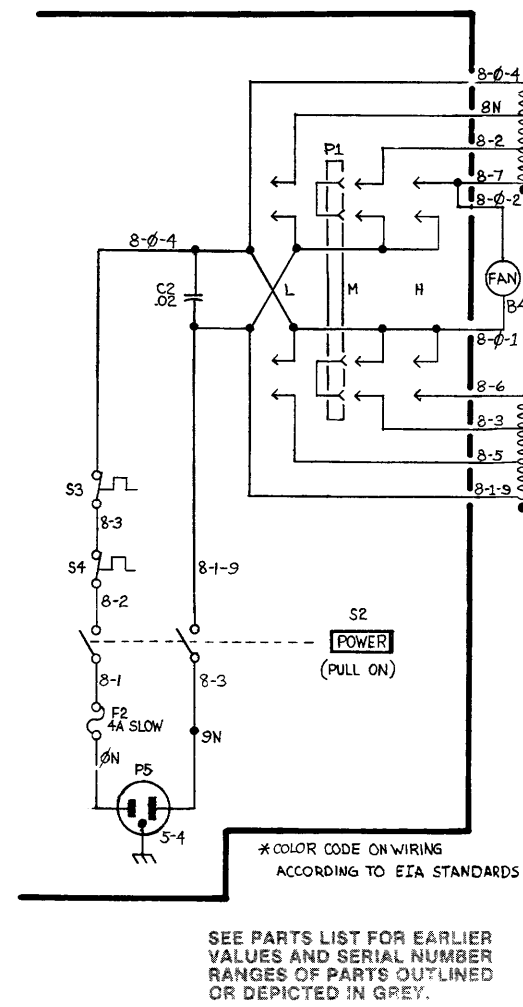 8-Ø-4
8N
8-2
P1
8-7
8-Ø-2
8-Ø-4
C2
.02
L
M
H
FAN
B4
8-Ø-1
8-6
8-3
8-5
8-1-9
S3
8-3
S4
8-1-9
8-2
S2
POWER
(PULL ON)
8-1
8-3
F2
4A SLOW
9N
ØN
P5
5-4
*COLOR CODE ON WIRING
ACCORDING TO EIA STANDARDS
SEE PARTS LIST FOR EARLIER
VALUES AND SERIAL NUMBER
RANGES OF PARTS OUTLINED
OR DEPICTED IN GREY.